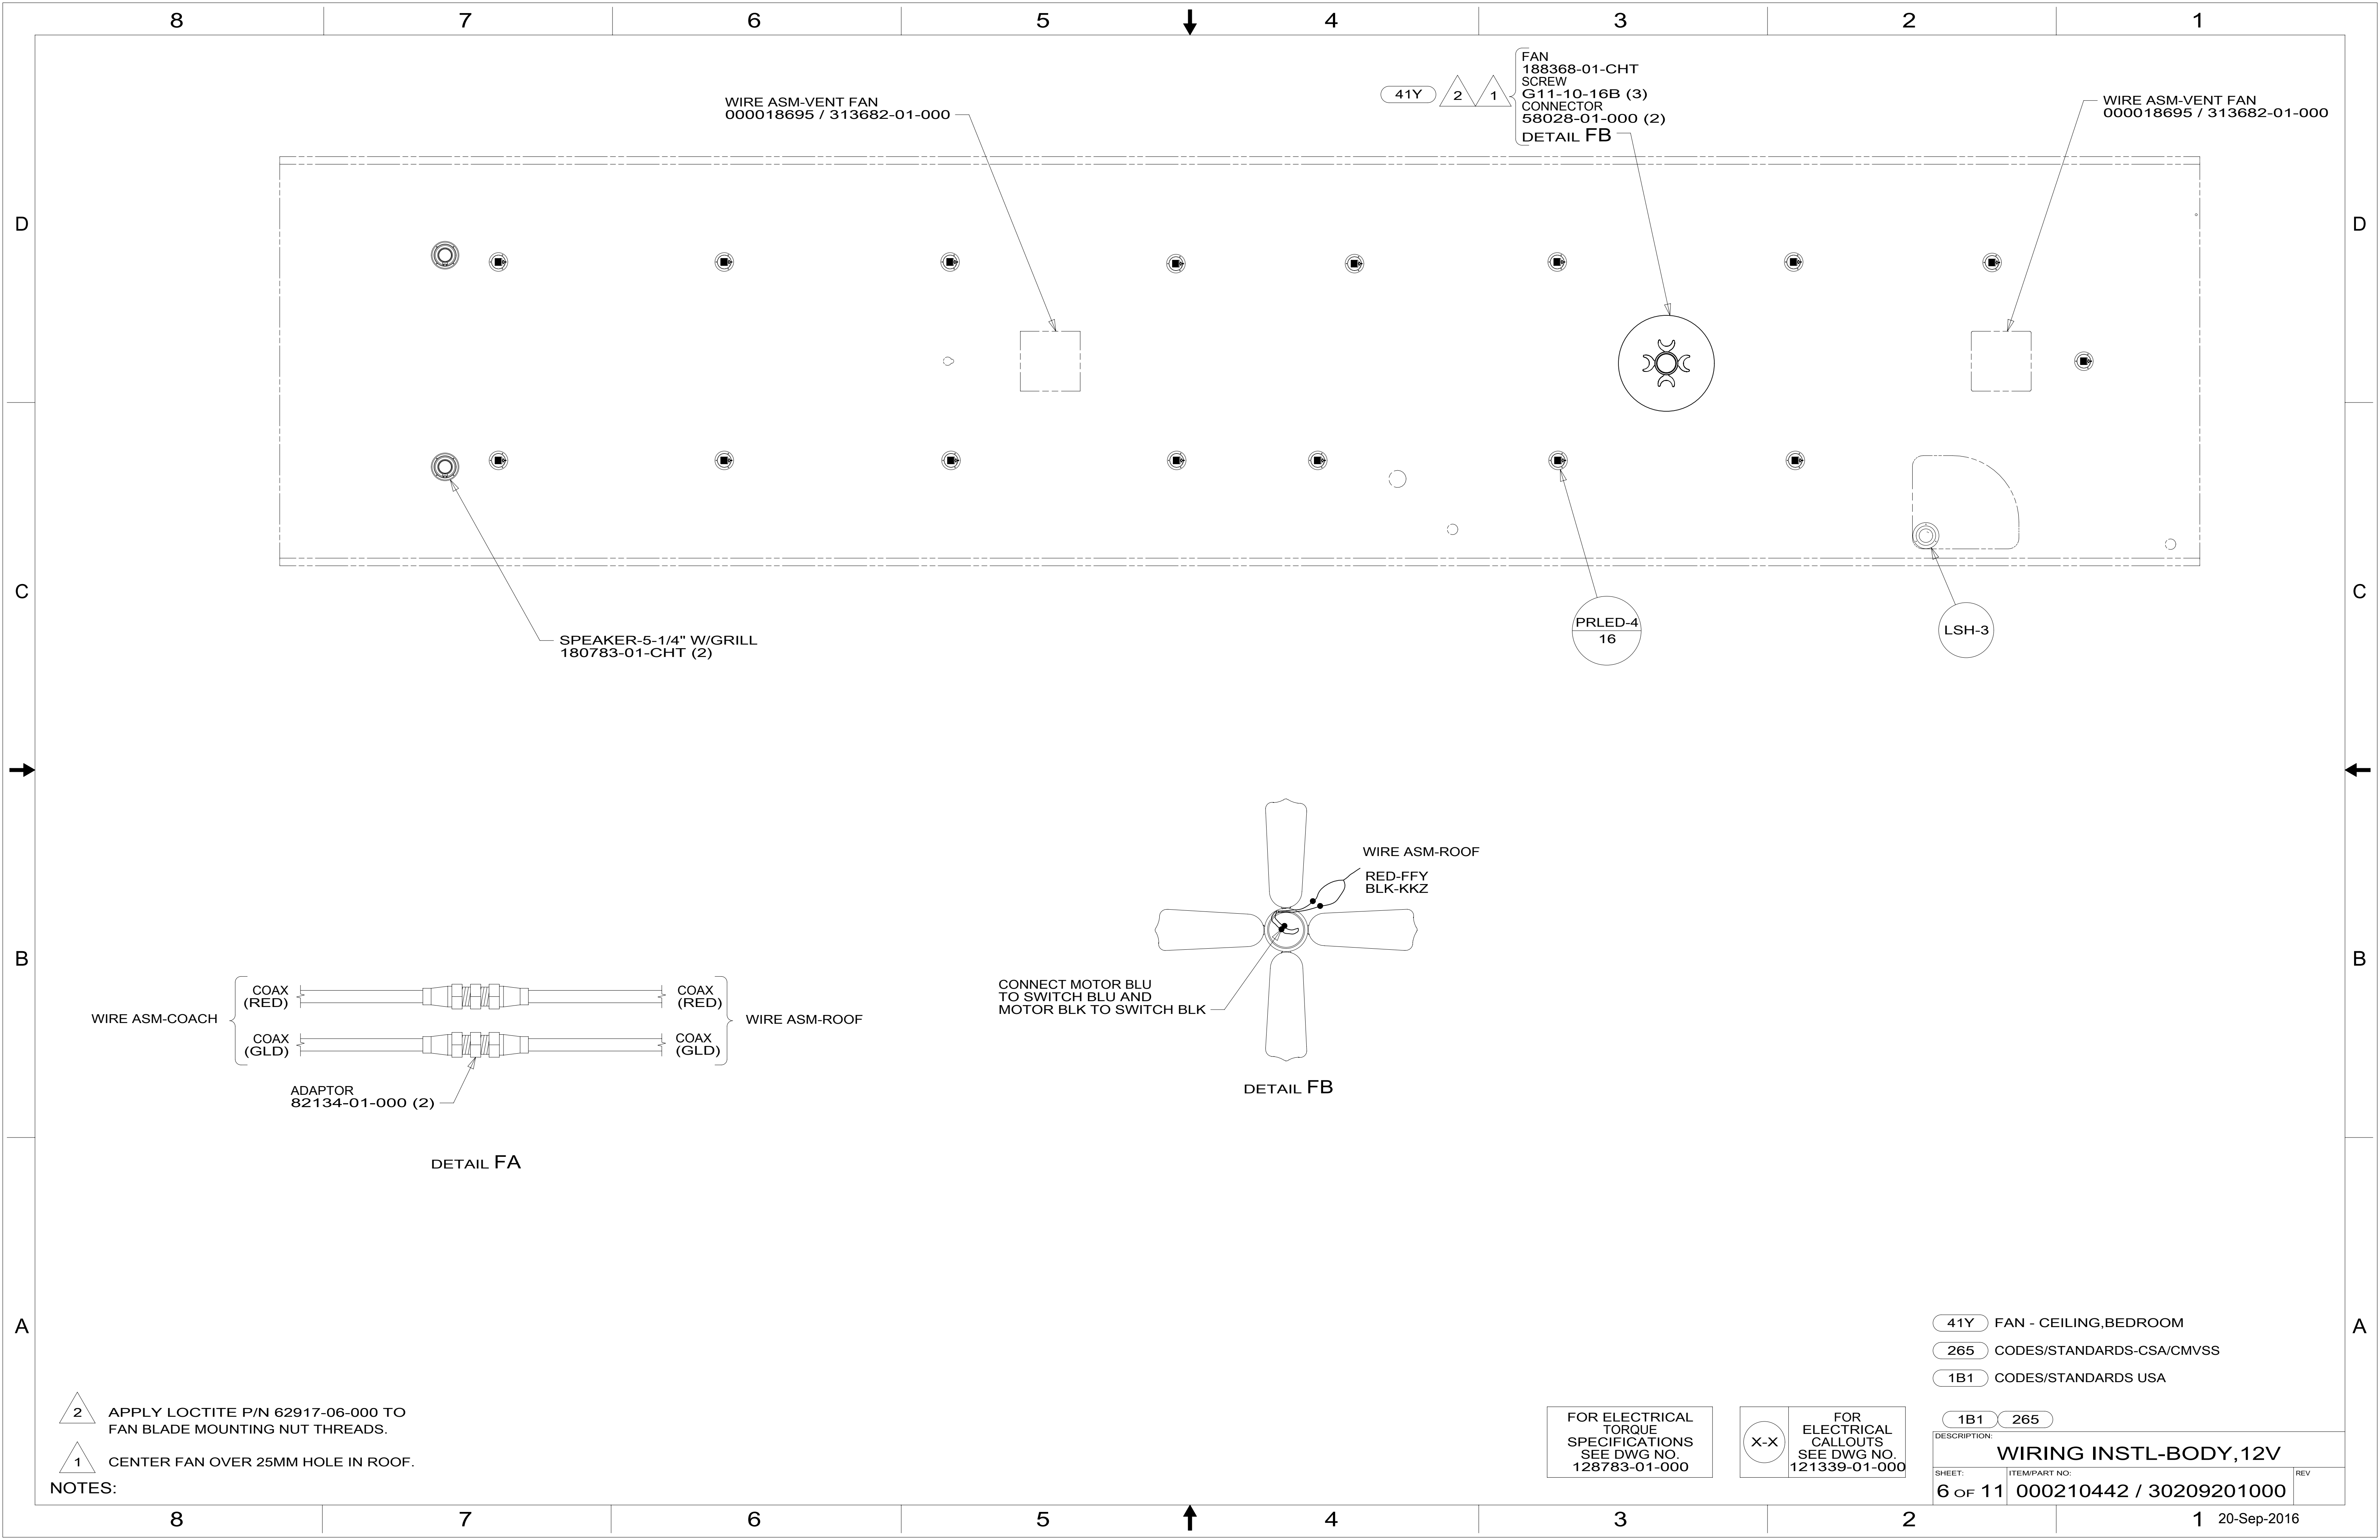 8 7 6 5 4 3 2 1
D
D
C
C
B
B
A
A
WIRE ASM-VENT FAN
000018695 / 313682-01-000
41Y
2
1
FAN
188368-01-CHT
SCREW
G11-10-16B (3)
CONNECTOR
58028-01-000 (2)
DETAIL FB
WIRE ASM-VENT FAN
000018695 / 313682-01-000
SPEAKER-5-1/4" W/GRILL
180783-01-CHT (2)
PRLED-4
16
LSH-3
WIRE ASM-ROOF
RED-FFY
BLK-KKZ
CONNECT MOTOR BLU
TO SWITCH BLU AND
MOTOR BLK TO SWITCH BLK
DETAIL FB
WIRE ASM-COACH
COAX
(RED)
COAX
(GLD)
COAX
(RED)
COAX
(GLD)
WIRE ASM-ROOF
ADAPTOR
82134-01-000 (2)
DETAIL FA
41Y FAN - CEILING,BEDROOM
265 CODES/STANDARDS-CSA/CMVSS
1B1 CODES/STANDARDS USA
2 APPLY LOCTITE P/N 62917-06-000 TO
FAN BLADE MOUNTING NUT THREADS.
1 CENTER FAN OVER 25MM HOLE IN ROOF.
NOTES:
FOR ELECTRICAL
TORQUE
SPECIFICATIONS
SEE DWG NO.
128783-01-000
X-X
FOR
ELECTRICAL
CALLOUTS
SEE DWG NO.
121339-01-000
1B1 265
DESCRIPTION:
WIRING INSTL-BODY,12V
SHEET:
6 OF 11
ITEM/PART NO:
000210442 / 30209201000
REV
8 7 6 5 4 3 2 1
20-Sep-2016